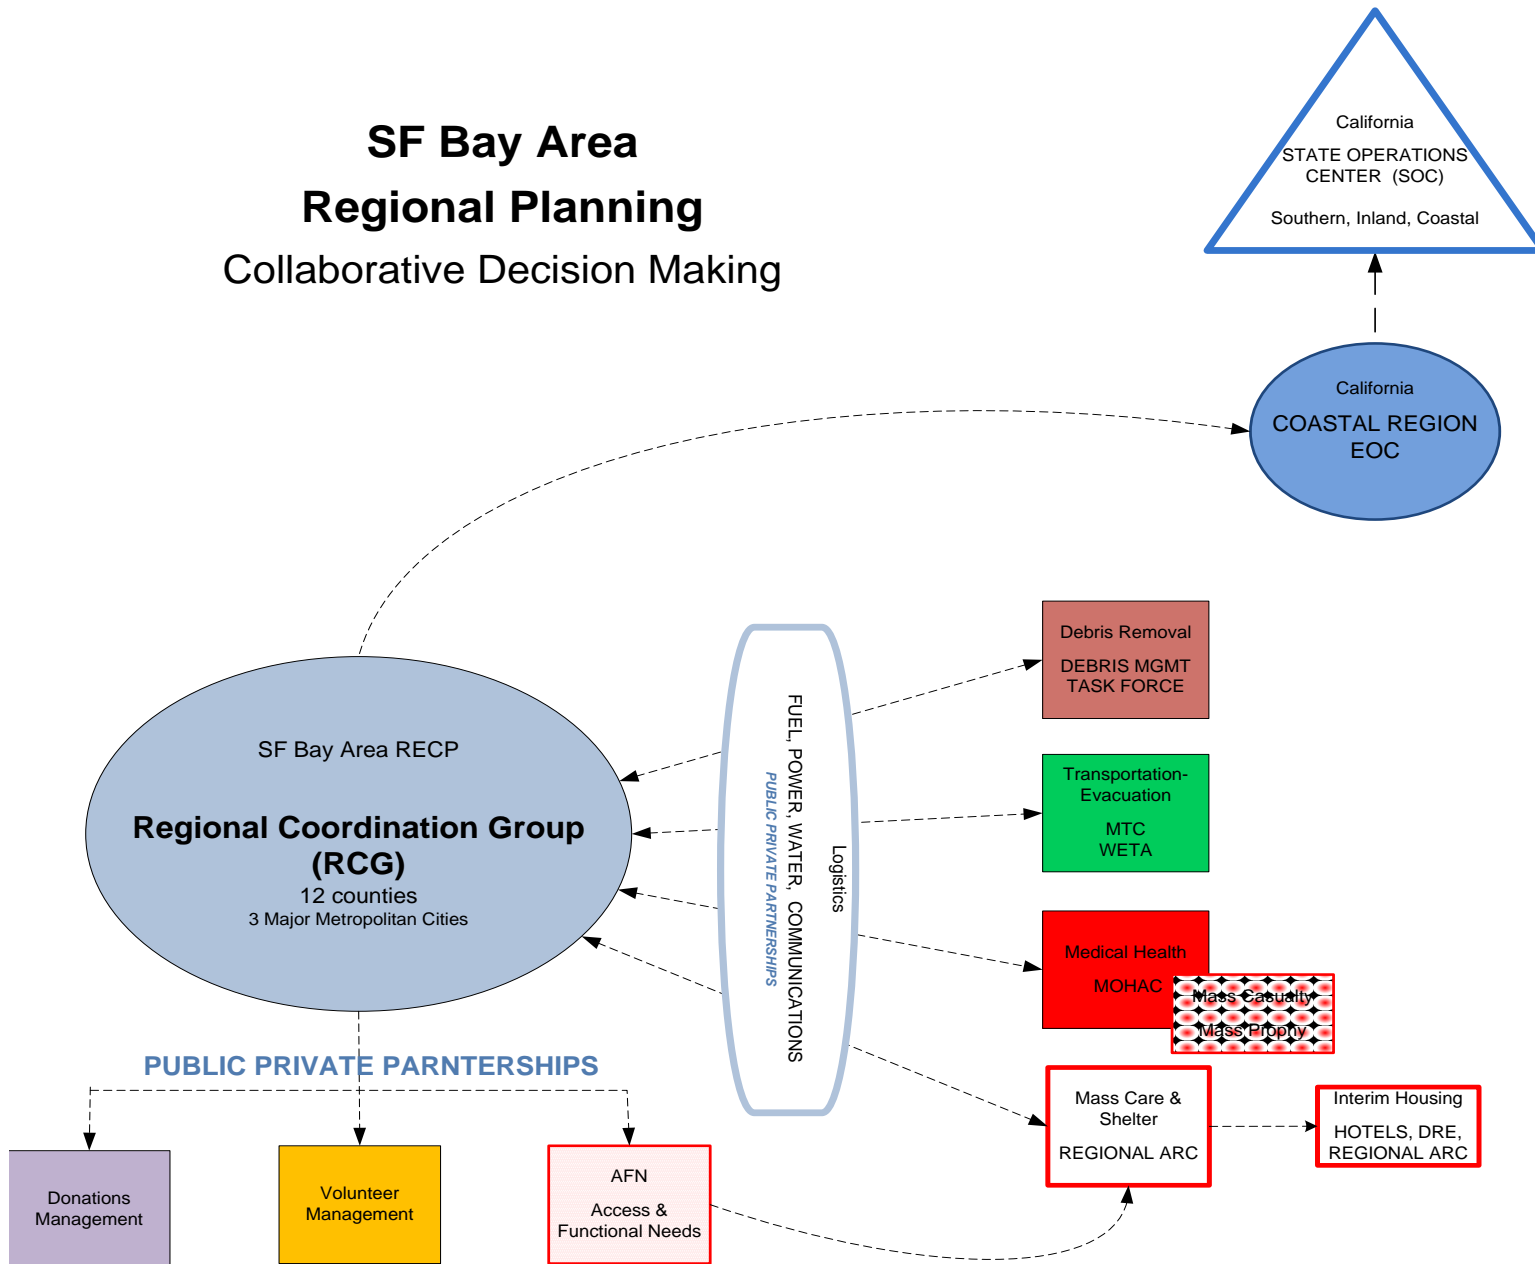 SF Bay Area
Regional Planning
Collaborative Decision Making
California
STATE OPERATIONS
CENTER (SOC)
Southern, Inland, Coastal
California
COASTAL REGION
EOC
SF Bay Area RECP
Regional Coordination Group
(RCG)
12 counties
3 Major Metropolitan Cities
Logistics
FUEL, POWER, WATER, COMMUNICATIONS
PUBLIC PRIVATE PARTNERSHIPS
Debris Removal
DEBRIS MGMT
TASK FORCE
Transportation-
Evacuation
MTC
WETA
Medical Health
MOHAC
Mass Casualty
Mass Prophy
Mass Care &
Shelter
REGIONAL ARC
Interim Housing
HOTELS, DRE,
REGIONAL ARC
PUBLIC PRIVATE PARNTERSHIPS
Donations
Management
Volunteer
Management
AFN
Access &
Functional Needs